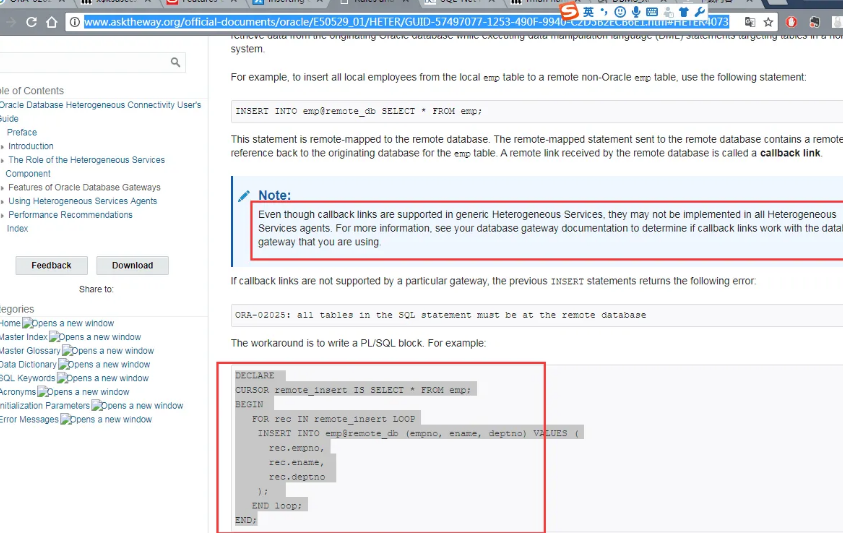 www.asktheway.org/official-documents/oracle/E50529_01/HETER/GUID-57497077-1253-490F-9940-
英
retrieve data from the originating Oracle database while executing data manipulation language (DML) statements targeting tables in a
system.
For example, to insert all local employees from the local emp table to a remote non-Oracle emp table, use the following statement:
INSERT INTO emp@remote_db SELECT * FROM emp;
This statement is remote-mapped to the remote database. The remote-mapped statement sent to the remote database contains a remote
reference back to the originating database for the emp table. A remote link received by the remote database is called a callback link.
Note:
Even though callback links are supported in generic Heterogeneous Services, they may not be implemented in all Heterogeneous
Services agents. For more information, see your database gateway documentation to determine if callback links work with the
gateway that you are using.
If callback links are not supported by a particular gateway, the previous INSERT statements returns the following error:
ORA-02025: all tables in the SQL statement must be at the remote database
The workaround is to write a PL/SQL block. For example:
DECLARE
CURSOR remote_insert IS SELECT * FROM emp;
BEGIN
FOR rec IN remote_insert LOOP
INSERT INTO emp@remote_db (empno, ename, deptno) VALUES (
rec.empno,
rec.ename,
rec.deptno
);
END loop;
END;
le of Contents
Oracle Database Heterogeneous Connectivity User's
Guide
Preface
Introduction
The Role of the Heterogeneous Services
Component
Features of Oracle Database Gateways
Using Heterogeneous Services Agents
Performance Recommendations
Index
Feedback
Download
Share to:
tegories
Home Opens a new window
Master Index Opens a new window
Master Glossary Opens a new window
Data Dictionary Opens a new window
SQL Keywords Opens a new window
Acronyms Opens a new window
Initialization Parameters Opens a new window
Error Messages Opens a new window